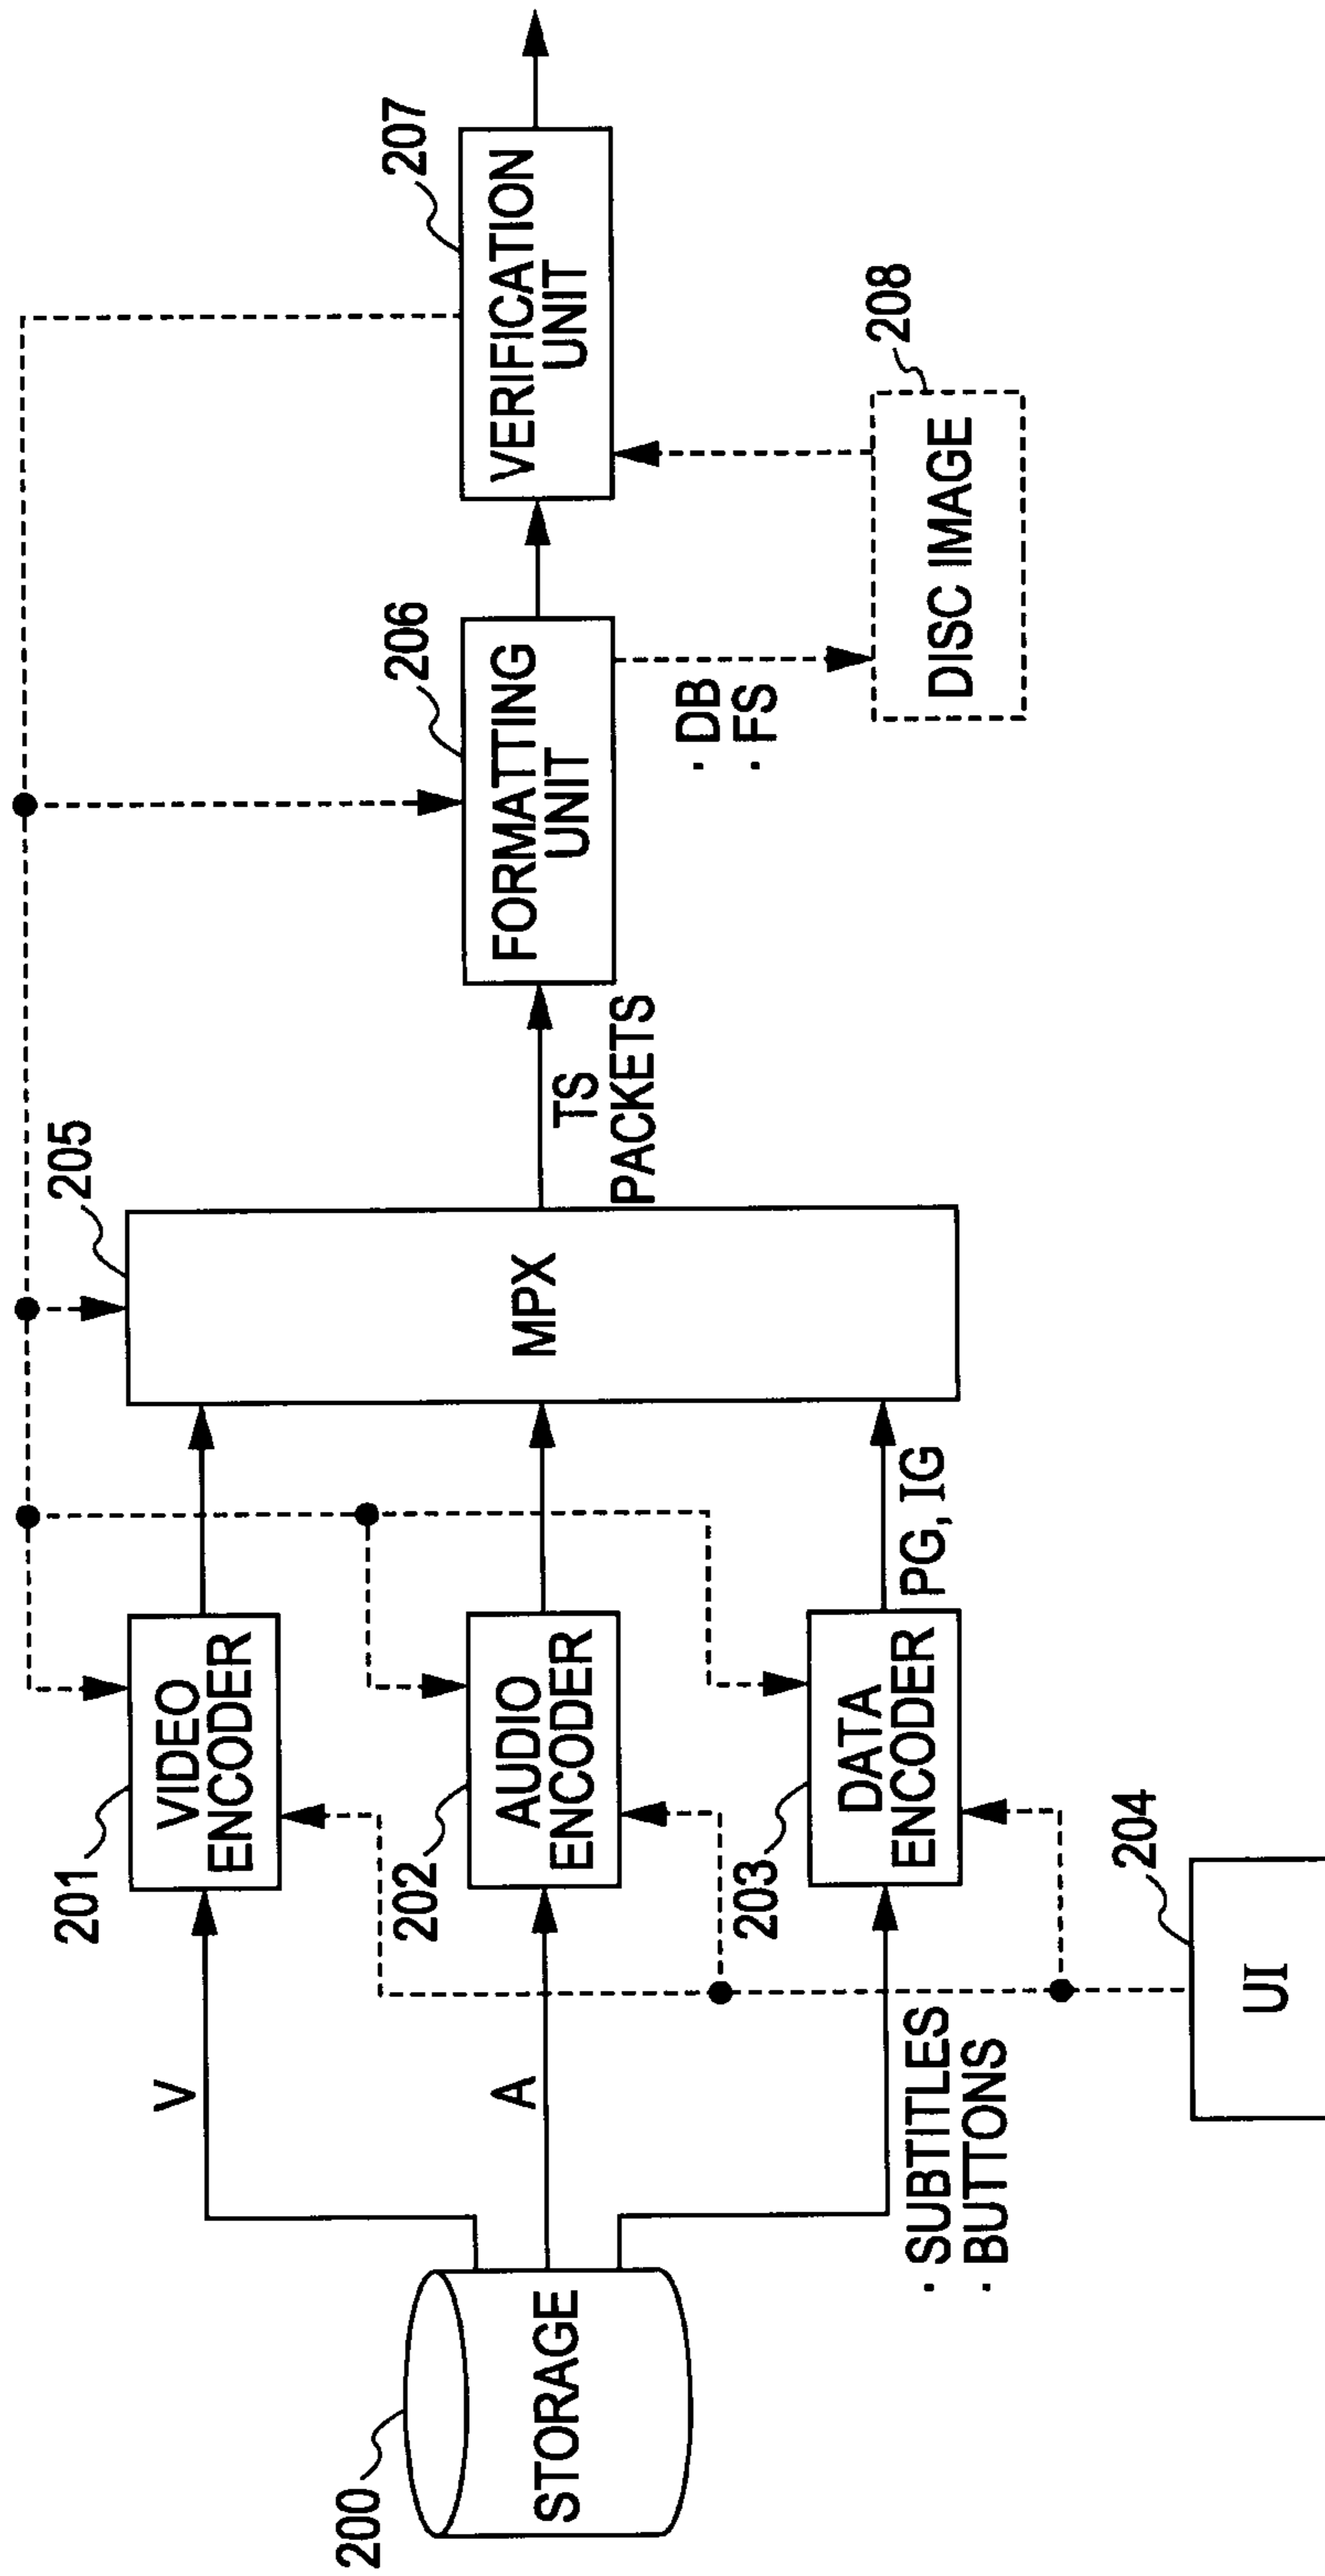 200
STORAGE
V
A
· SUBTITLES
· BUTTONS
201
VIDEO
ENCODER
202
AUDIO
ENCODER
203
DATA
ENCODER
204
UI
PG, IG
205
MPX
TS
PACKETS
206
FORMATTING
UNIT
· DB
· FS
207
VERIFICATION
UNIT
208
DISC IMAGE